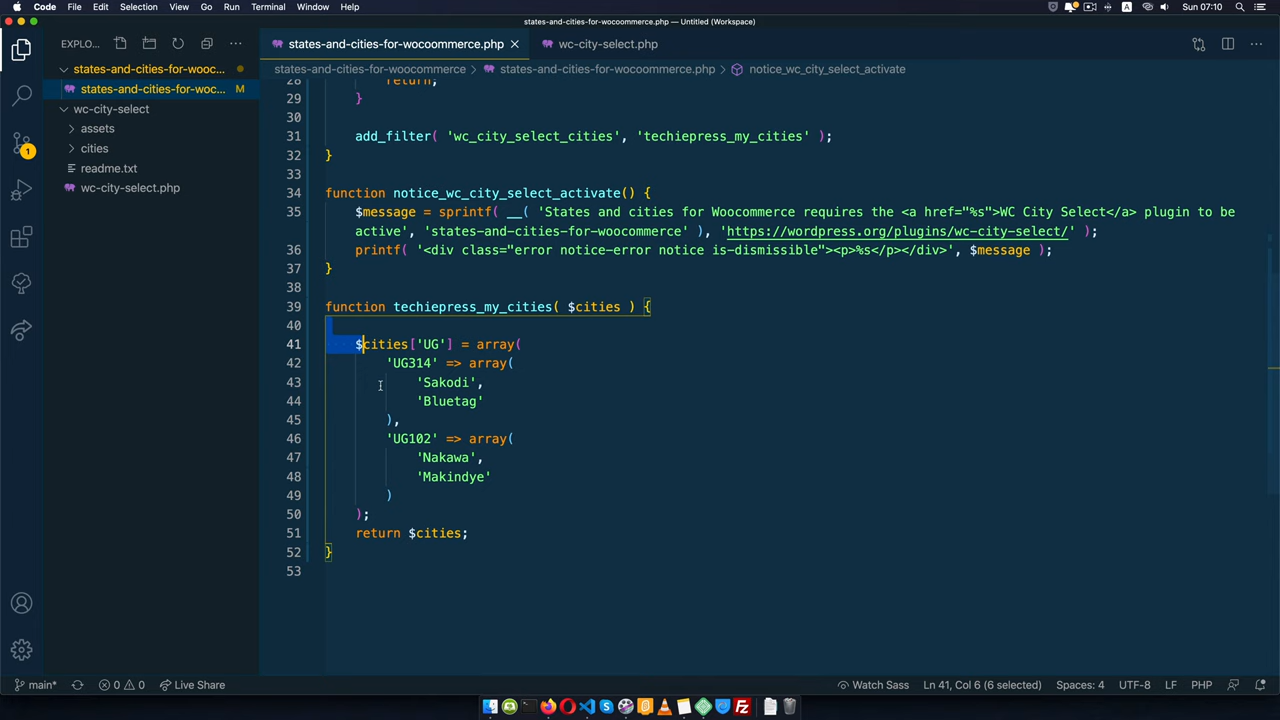 Code File Edit Selection View Go Run Terminal Window Help
A Sun 07:10
states-and-cities-for-wocoommerce.php — Untitled (Workspace)
EXPLO...
states-and-cities-for-wocoommerce.php
wc-city-select.php
states-and-cities-for-wooc...
states-and-cities-for-woocommerce > states-and-cities-for-wocoommerce.php > notice_wc_city_select_activate
states-and-cities-for-woc... M
wc-city-select
assets
cities
readme.txt
wc-city-select.php
1
28 return;
29 }
30
31 add_filter( 'wc_city_select_cities', 'techiepress_my_cities' );
32 }
33
34 function notice_wc_city_select_activate() {
35 $message = sprintf( __( 'States and cities for Woocommerce requires the <a href="%s">WC City Select</a> plugin to be
active', 'states-and-cities-for-woocommerce' ), 'https://wordpress.org/plugins/wc-city-select/' );
36 printf( '<div class="error notice-error notice is-dismissible"><p>%s</p></div>', $message );
37 }
38
39 function techiepress_my_cities( $cities ) {
40
41 $cities['UG'] = array(
42 'UG314' => array(
43 'Sakodi',
44 'Bluetag'
45 ),
46 'UG102' => array(
47 'Nakawa',
48 'Makindye'
49 )
50 );
51 return $cities;
52 }
53
main* 0 0 Live Share
Watch Sass Ln 41, Col 6 (6 selected) Spaces: 4 UTF-8 LF PHP